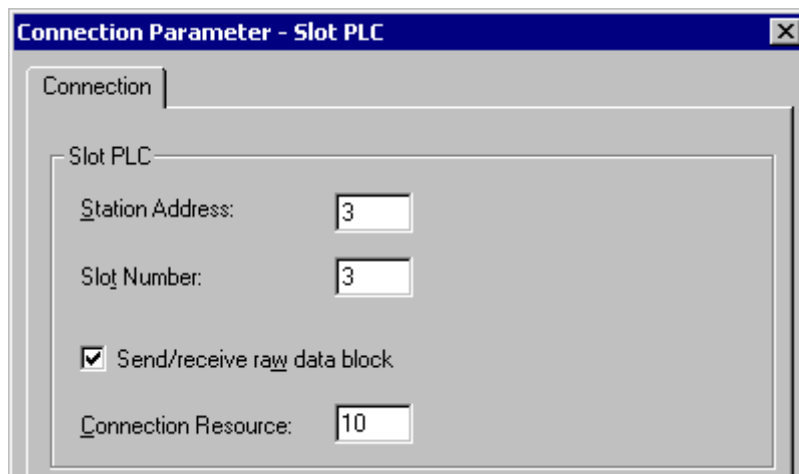 Connection Parameter - Slot PLC
Connection
Slot PLC
Station Address: 3
Slot Number: 3
Send/receive raw data block
Connection Resource: 10